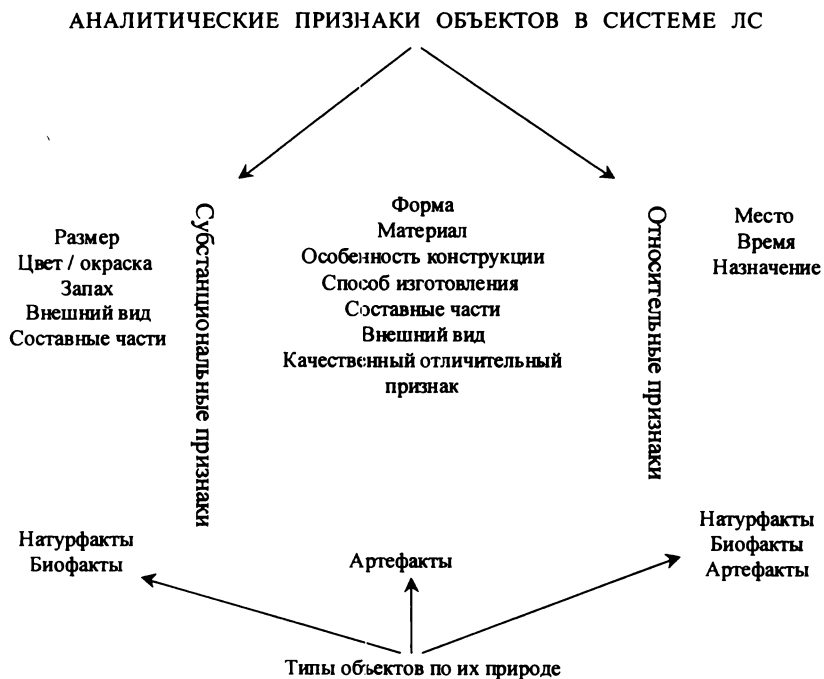 АНАЛИТИЧЕСКИЕ ПРИЗНАКИ ОБЪЕКТОВ В СИСТЕМЕ ЛС
Размер
Цвет / окраска
Запах
Внешний вид
Составные части
Субстанциональные признаки
Форма
Материал
Особенность конструкции
Способ изготовления
Составные части
Внешний вид
Качественный отличительный
признак
Относительные признаки
Место
Время
Назначение
Натурфакты
Биофакты
Артефакты
Натурфакты
Биофакты
Артефакты
Типы объектов по их природе